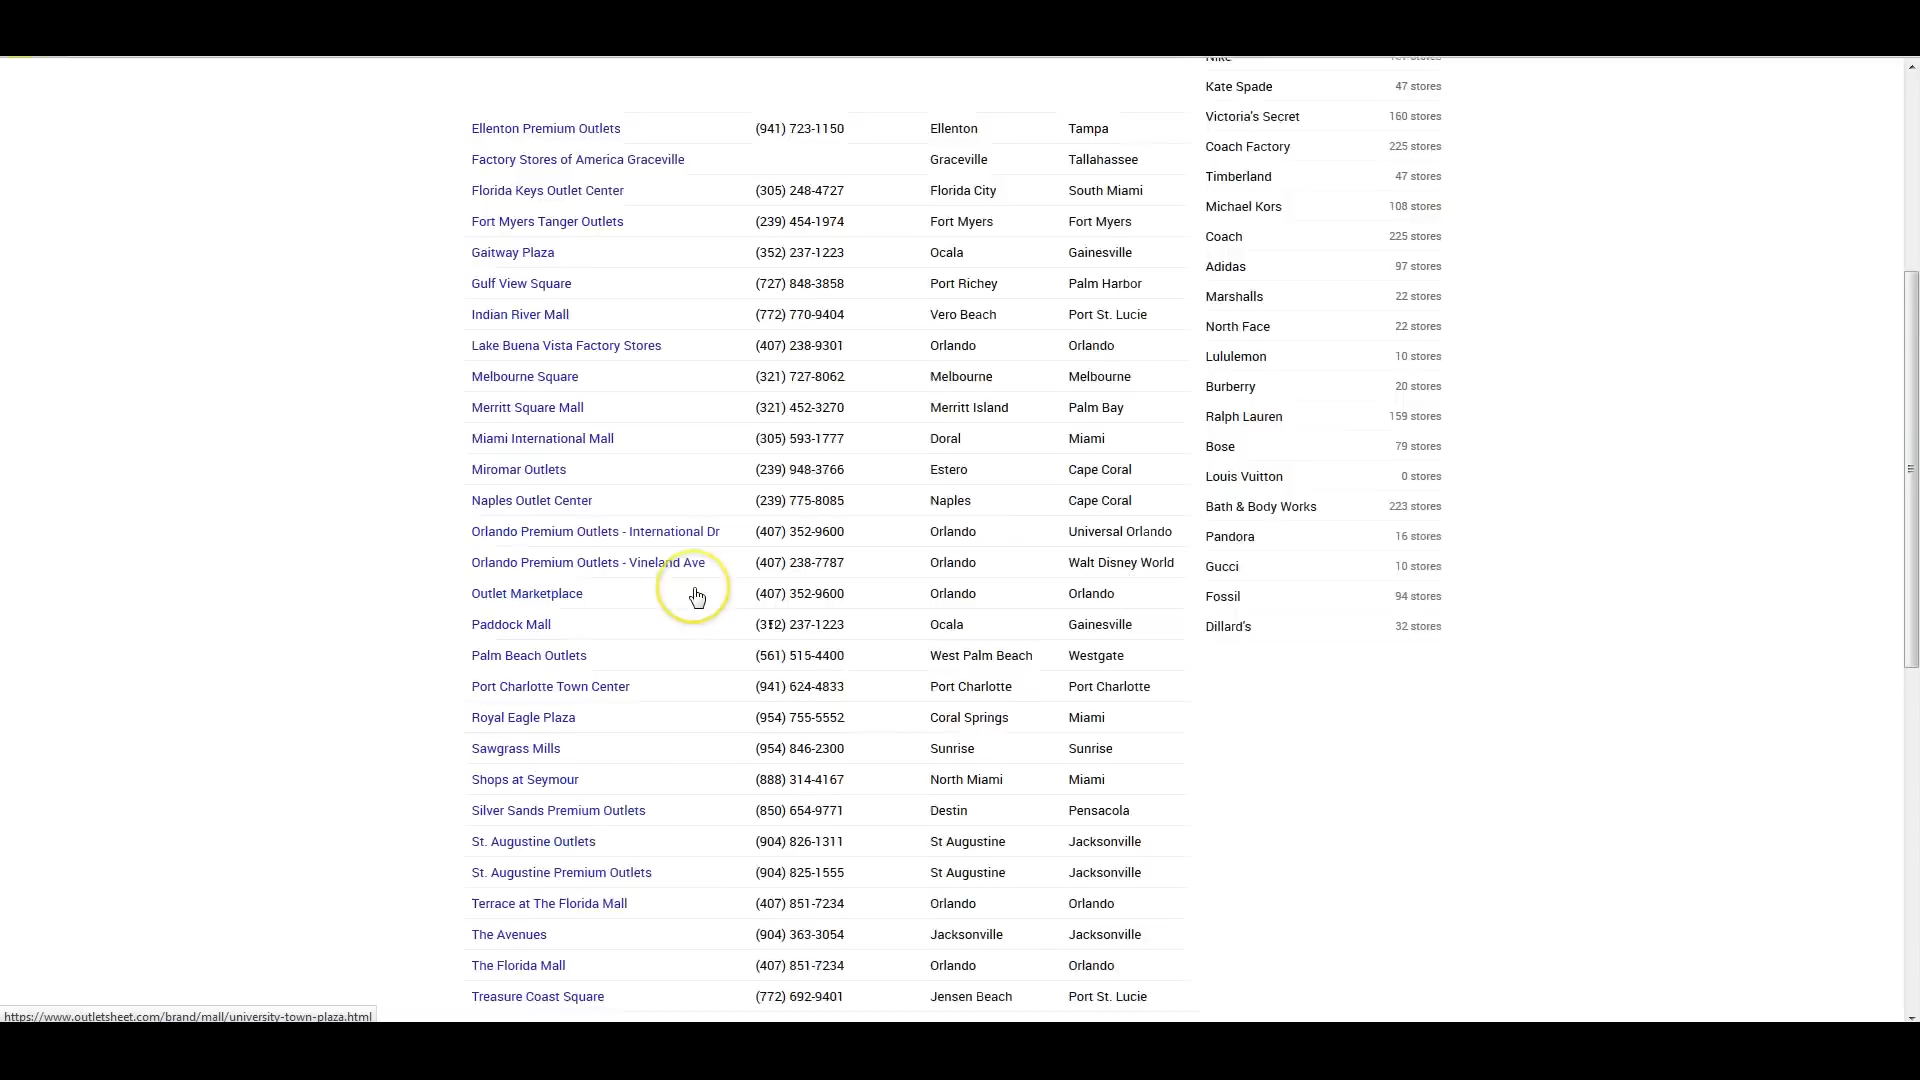 Ellenton Premium Outlets (941) 723-1150 Ellenton Tampa
Factory Stores of America Graceville Graceville Tallahassee
Florida Keys Outlet Center (305) 248-4727 Florida City South Miami
Fort Myers Tanger Outlets (239) 454-1974 Fort Myers Fort Myers
Gaitway Plaza (352) 237-1223 Ocala Gainesville
Gulf View Square (727) 848-3858 Port Richey Palm Harbor
Indian River Mall (772) 770-9404 Vero Beach Port St. Lucie
Lake Buena Vista Factory Stores (407) 238-9301 Orlando Orlando
Melbourne Square (321) 727-8062 Melbourne Melbourne
Merritt Square Mall (321) 452-3270 Merritt Island Palm Bay
Miami International Mall (305) 593-1777 Doral Miami
Miromar Outlets (239) 948-3766 Estero Cape Coral
Naples Outlet Center (239) 775-8085 Naples Cape Coral
Orlando Premium Outlets - International Dr (407) 352-9600 Orlando Universal Orlando
Orlando Premium Outlets - Vineland Ave (407) 238-7787 Orlando Walt Disney World
Outlet Marketplace (407) 352-9600 Orlando Orlando
Paddock Mall 237-1223 Ocala Gainesville
Palm Beach Outlets (561) 515-4400 West Palm Beach Westgate
Port Charlotte Town Center (941) 624-4833 Port Charlotte Port Charlotte
Royal Eagle Plaza (954) 755-5552 Coral Springs Miami
Sawgrass Mills (954) 846-2300 Sunrise Sunrise
Shops at Seymour (888) 314-4167 North Miami Miami
Silver Sands Premium Outlets (850) 654-9771 Destin Pensacola
St. Augustine Outlets (904) 826-1311 St Augustine Jacksonville
St. Augustine Premium Outlets (904) 825-1555 St Augustine Jacksonville
Terrace at The Florida Mall (407) 851-7234 Orlando Orlando
The Avenues (904) 363-3054 Jacksonville Jacksonville
The Florida Mall (407) 851-7234 Orlando Orlando
Treasure Coast Square (772) 692-9401 Jensen Beach Port St. Lucie
Nike
Kate Spade 47 stores
Victoria's Secret 160 stores
Coach Factory 225 stores
Timberland 47 stores
Michael Kors 108 stores
Coach 225 stores
Adidas 97 stores
Marshalls 22 stores
North Face 22 stores
Lululemon 10 stores
Burberry 20 stores
Ralph Lauren 159 stores
Bose 79 stores
Louis Vuitton 0 stores
Bath & Body Works 223 stores
Pandora 16 stores
Gucci 10 stores
Fossil 94 stores
Dillard's 32 stores
https://www.outletsheet.com/brand/mall/university-town-plaza.html